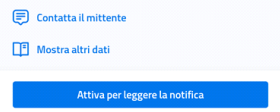 Contatta il mittente
Mostra altri dati
Attiva per leggere la notifica